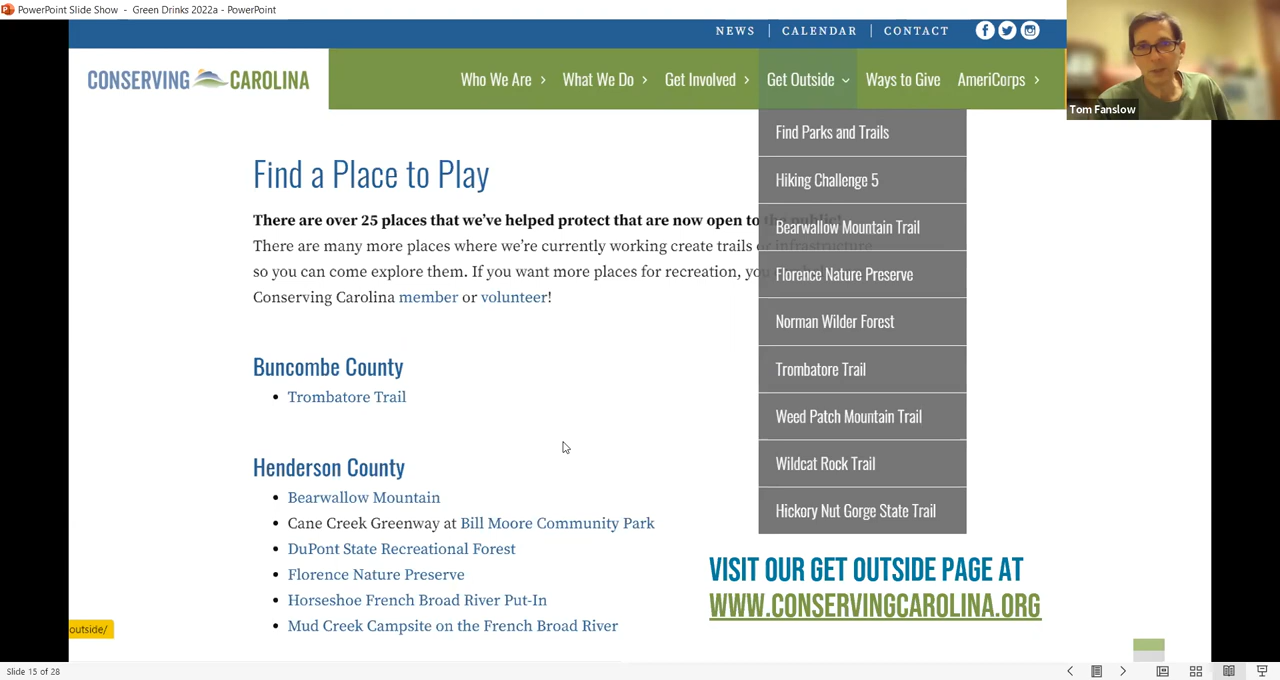 PowerPoint Slide Show - Green Drinks 2022a - PowerPoint
NEWS | CALENDAR | CONTACT
CONSERVING CAROLINA
Who We Are > What We Do > Get Involved > Get Outside Ways to Give AmeriCorps >
Tom Fanslow
Find Parks and Trails
Hiking Challenge 5
Bearwallow Mountain Trail
Florence Nature Preserve
Norman Wilder Forest
Trombatore Trail
Weed Patch Mountain Trail
Wildcat Rock Trail
Hickory Nut Gorge State Trail
Find a Place to Play
There are over 25 places that we've helped protect that are now open to the public!
There are many more places where we're currently working create trails or infrastructure
so you can come explore them. If you want more places for recreation, you
Conserving Carolina member or volunteer!
Buncombe County
• Trombatore Trail
Henderson County
• Bearwallow Mountain
• Cane Creek Greenway at Bill Moore Community Park
• DuPont State Recreational Forest
• Florence Nature Preserve
• Horseshoe French Broad River Put-In
• Mud Creek Campsite on the French Broad River
VISIT OUR GET OUTSIDE PAGE AT
WWW.CONSERVINGCAROLINA.ORG
outside/
Slide 15 of 28